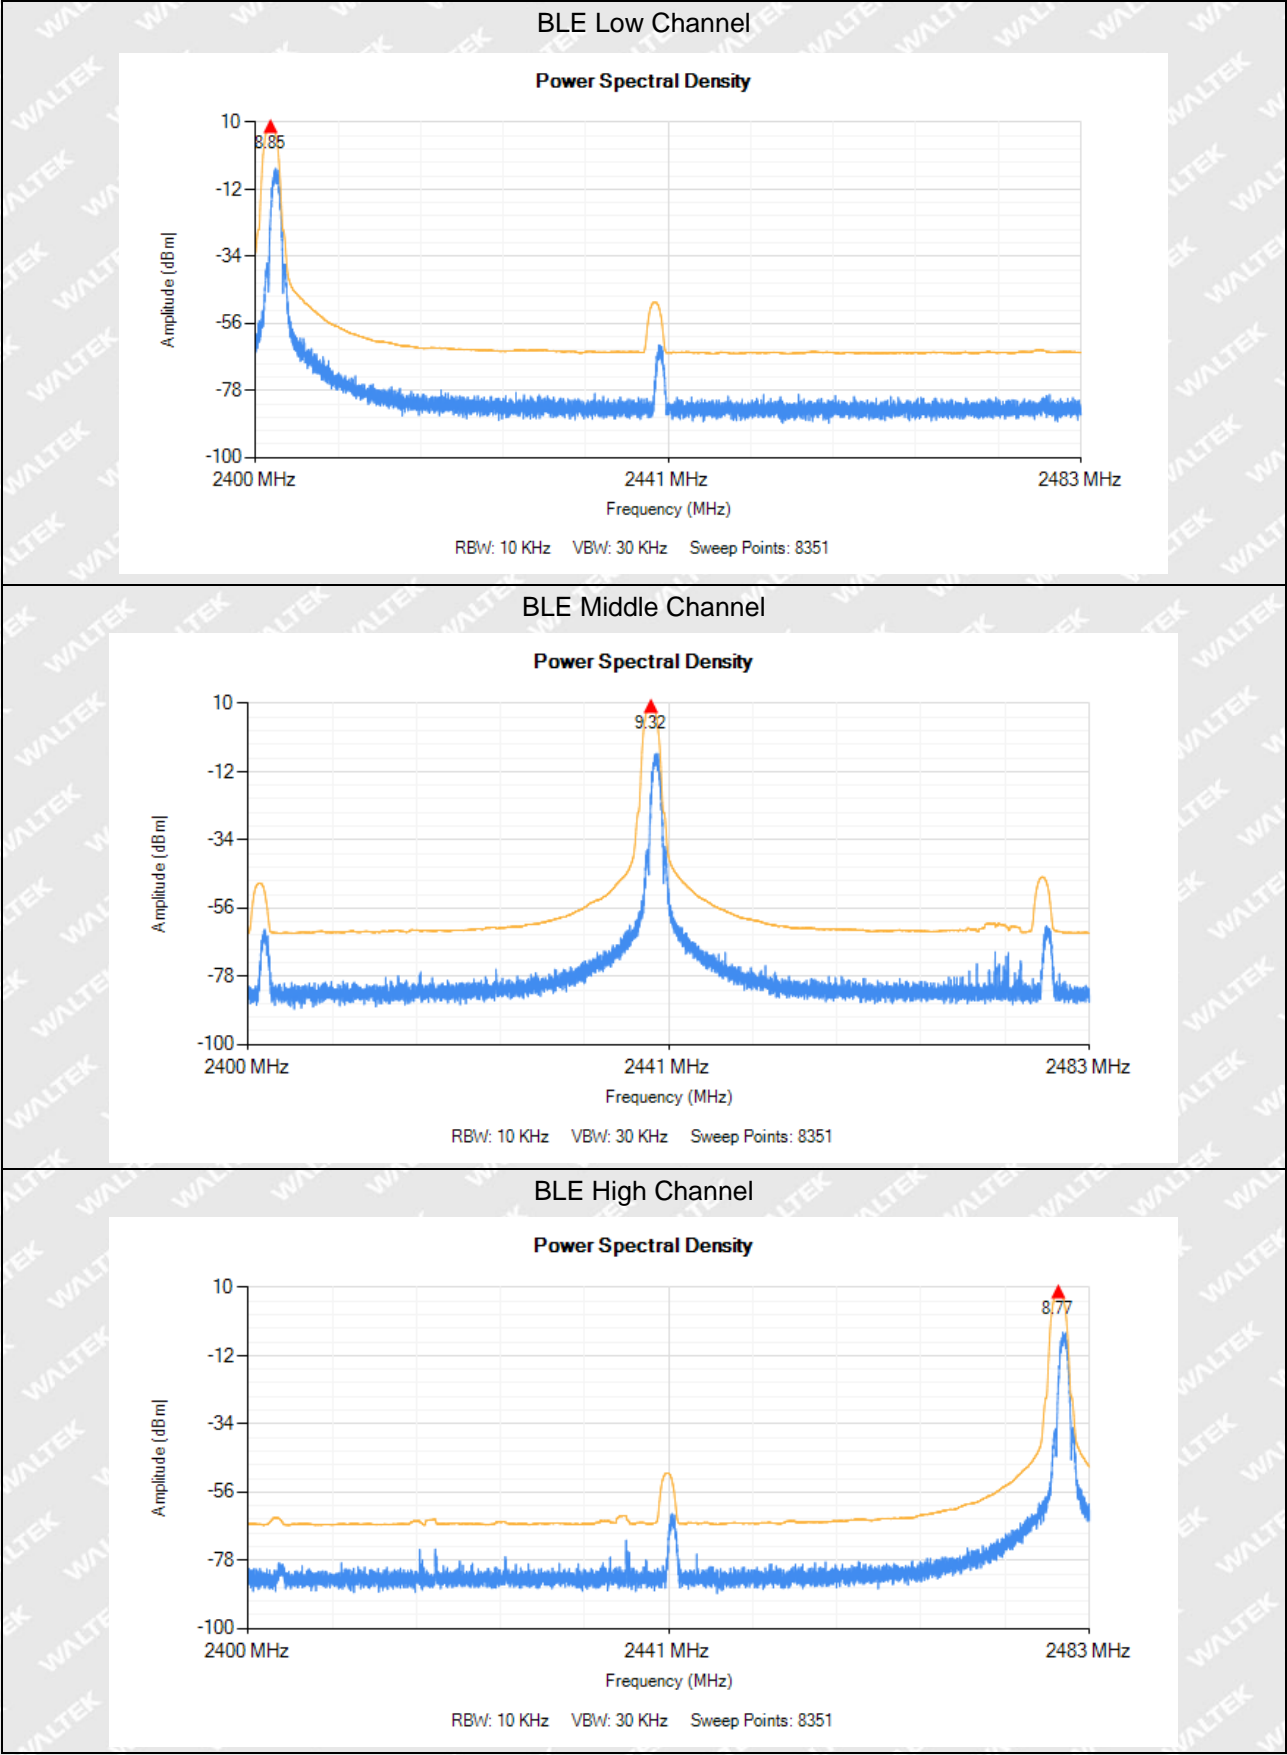 BLE Low Channel
Power Spectral Density
10
8.85
-12
-34
-56
-78
-100
Amplitude (dBm|
2400 MHz
2441 MHz
2483 MHz
Frequency (MHz)
RBW: 10 KHz VBW: 30 KHz Sweep Points: 8351
BLE Middle Channel
Power Spectral Density
10
9.32
-12
-34
-56
-78
-100
Amplitude (dBm|
2400 MHz
2441 MHz
2483 MHz
Frequency (MHz)
RBW: 10 KHz VBW: 30 KHz Sweep Points: 8351
BLE High Channel
Power Spectral Density
10
8.77
-12
-34
-56
-78
-100
Amplitude (dBm|
2400 MHz
2441 MHz
2483 MHz
Frequency (MHz)
RBW: 10 KHz VBW: 30 KHz Sweep Points: 8351
WALTEK